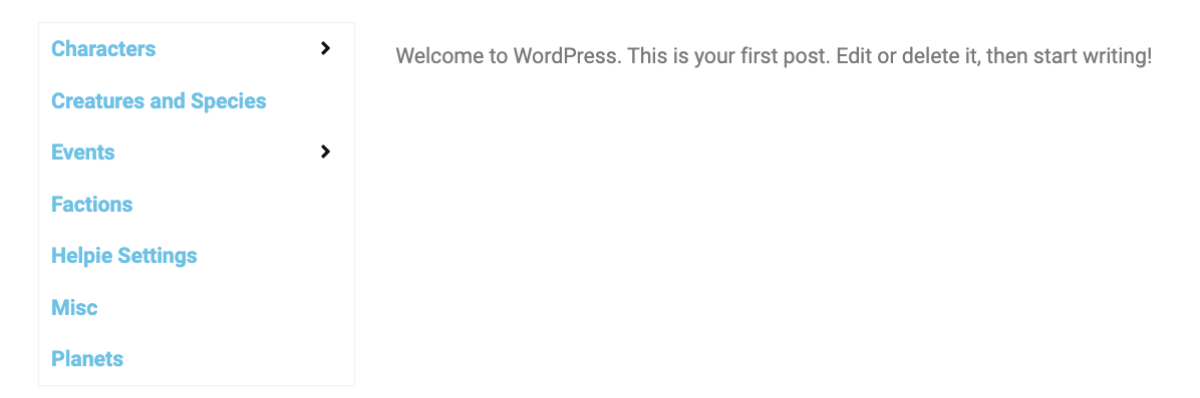 Characters
Creatures and Species
Events
Factions
Helpie Settings
Misc
Planets
Welcome to WordPress. This is your first post. Edit or delete it, then start writing!